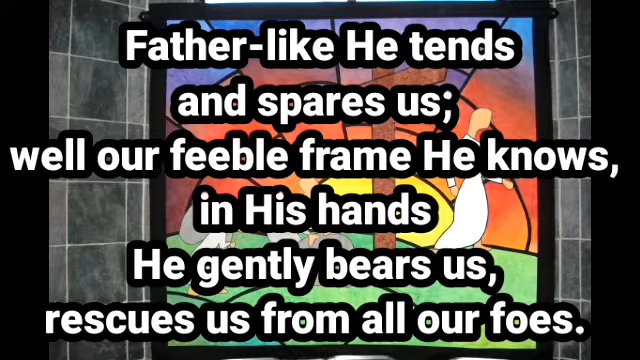 Father-like He tends
and spares us;
well our feeble frame He knows,
in His hands
He gently bears us,
rescues us from all our foes.